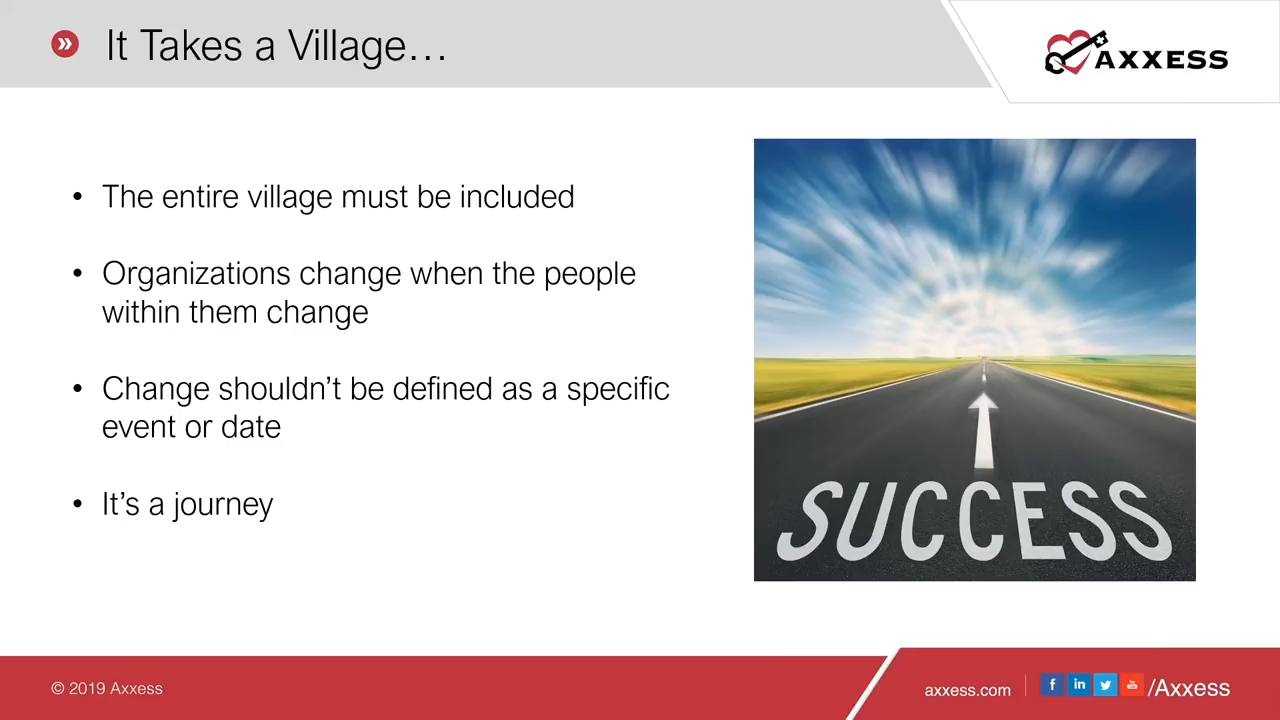 It Takes a Village…
AXXESS
• The entire village must be included
• Organizations change when the people
within them change
• Change shouldn’t be defined as a specific
event or date
• It’s a journey
SUCCESS
© 2019 Axxess
axxess.com
/Axxess